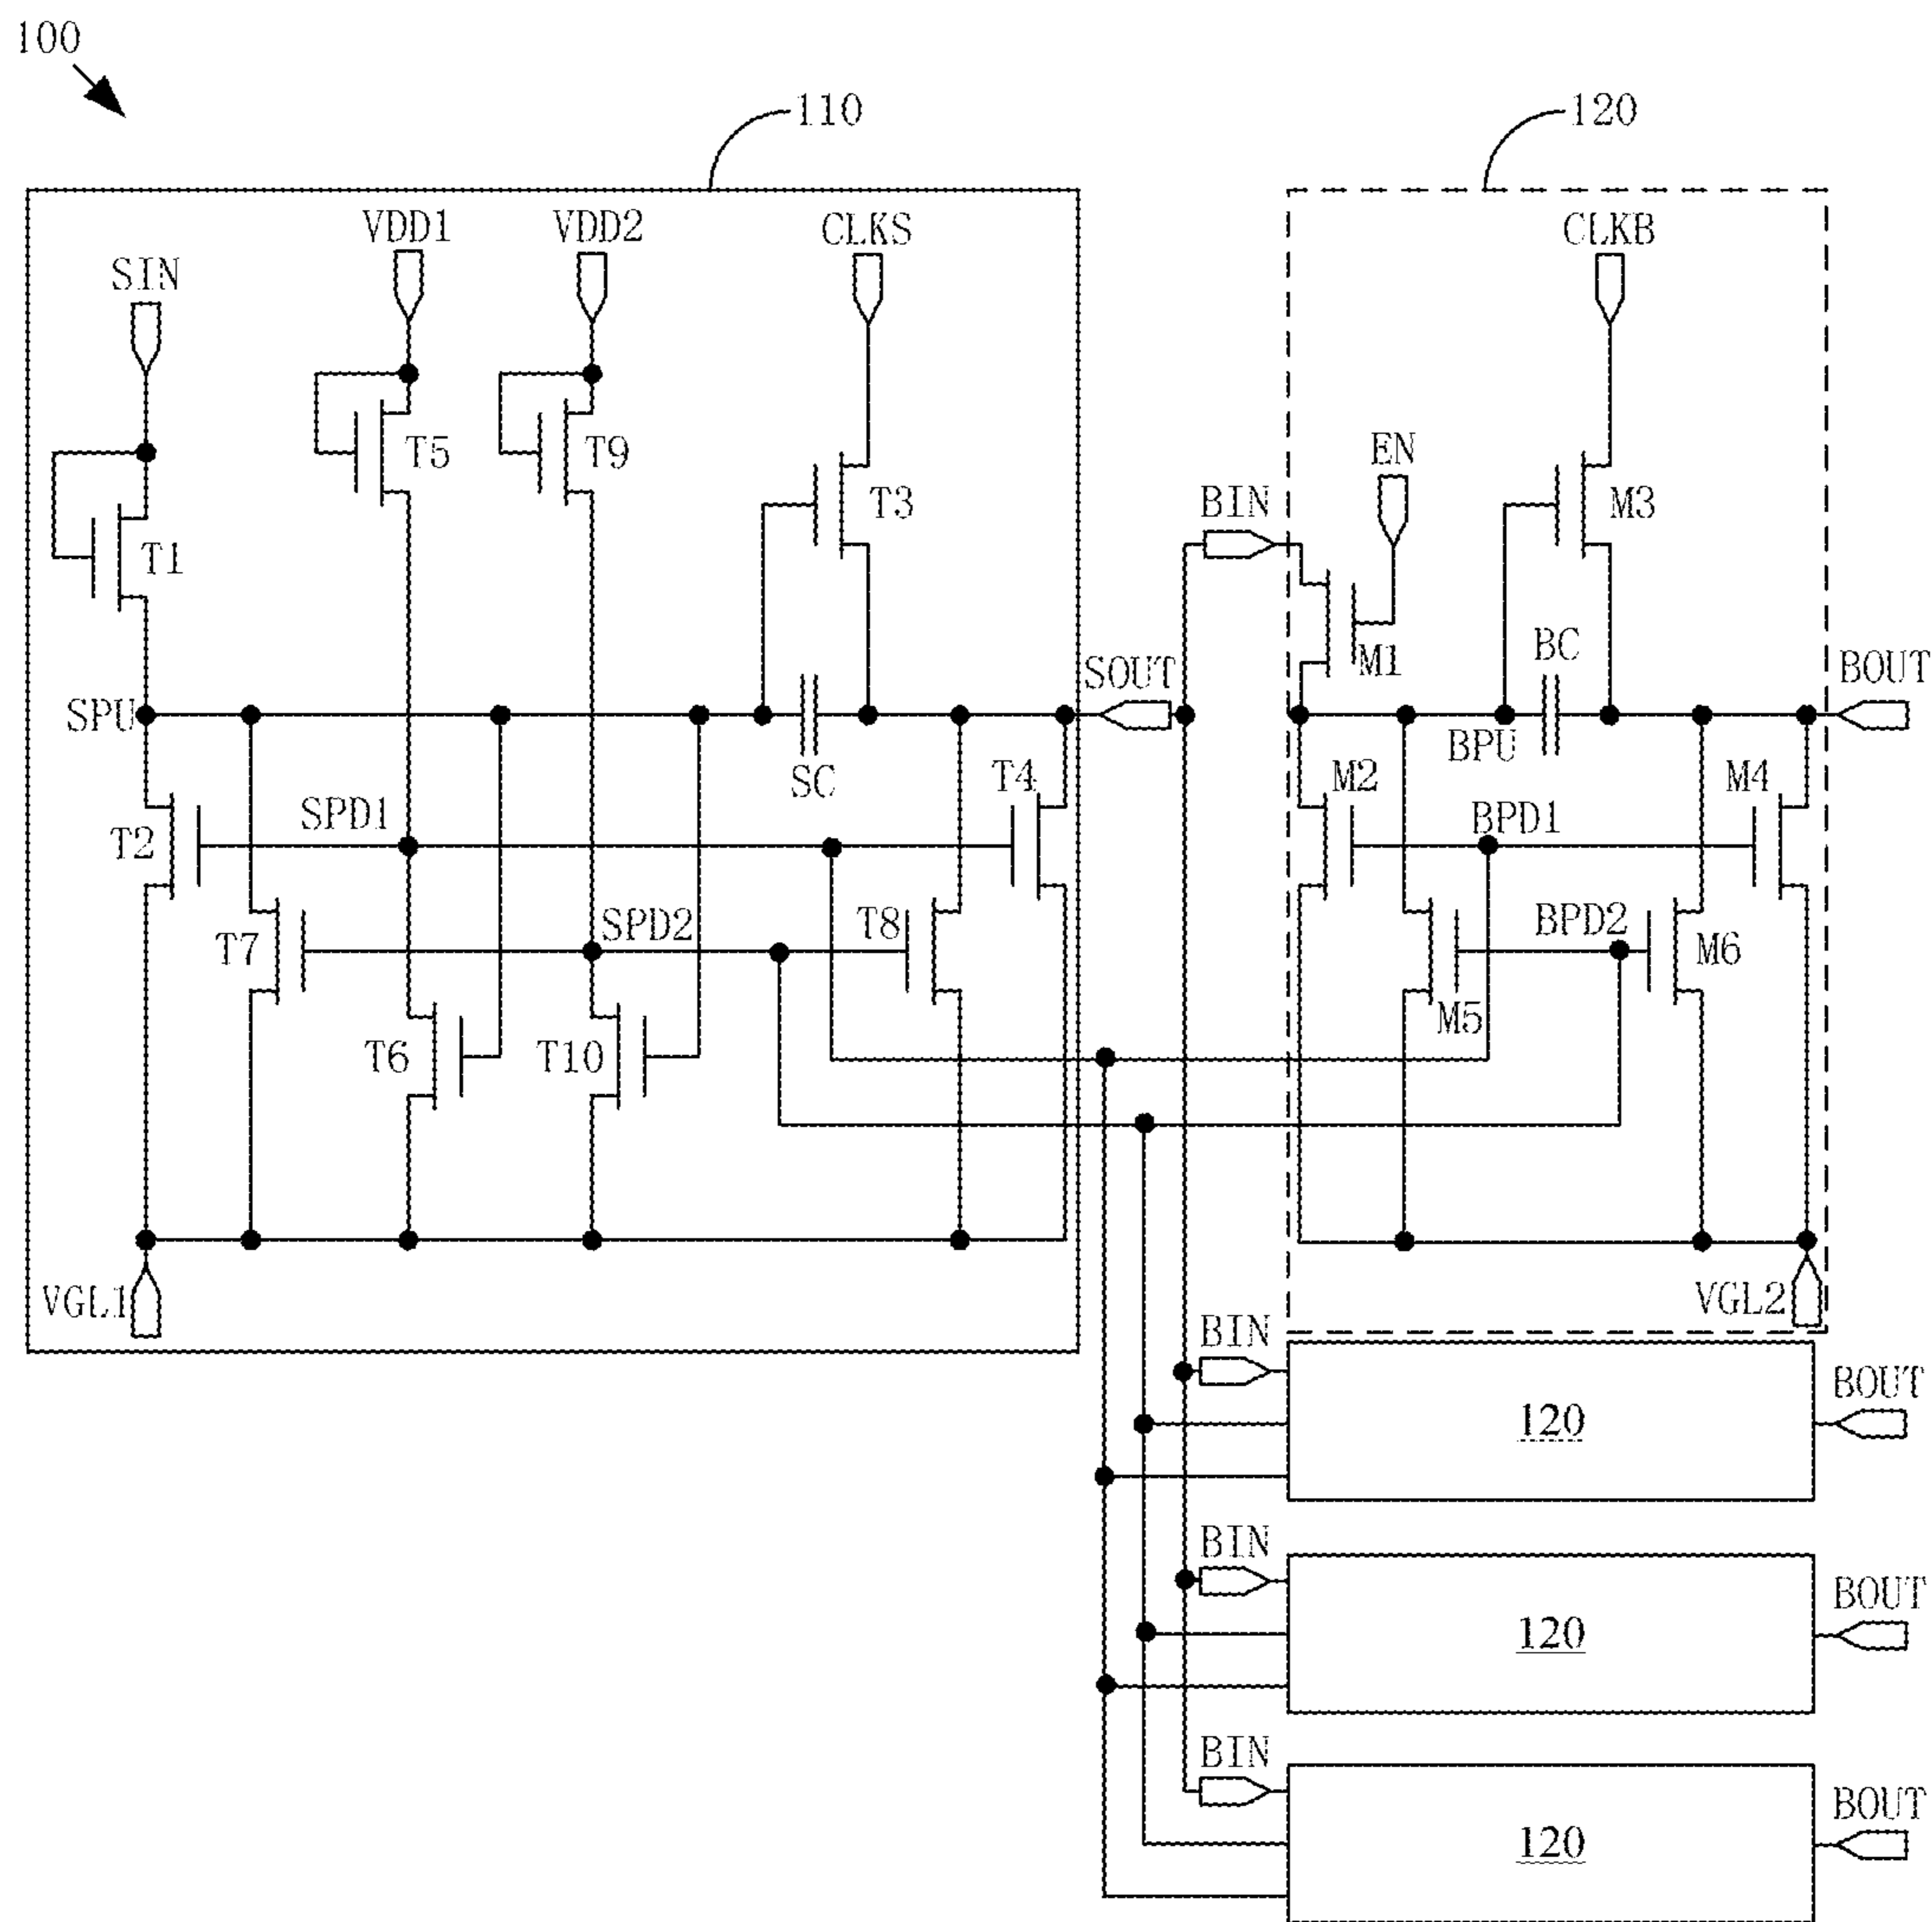 100
110
120
VDD1
VDD2
CLKS
CLKB
SIN
T5
T9
EN
T3
BIN
M3
T1
M1
BC
SOUT
BOUT
SPU
BPU
SC
T4
M2
M4
SPD1
BPD1
T2
SPD2
T8
BPD2
T7
M6
M5
T6
T10
VGL1
VGL2
BIN
BOUT
120
BIN
BOUT
120
BIN
BOUT
120